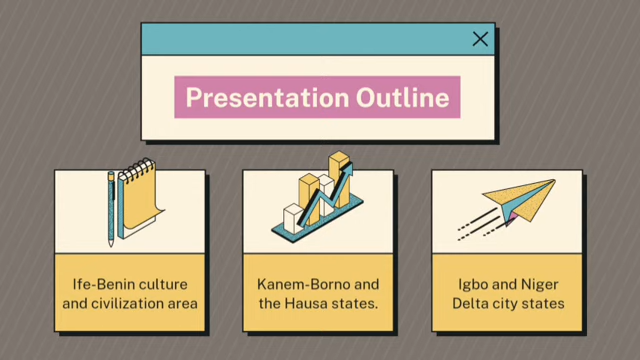 Presentation Outline
Ife-Benin culture
and civilization area
Kanem-Borno and
the Hausa states.
Igbo and Niger
Delta city states